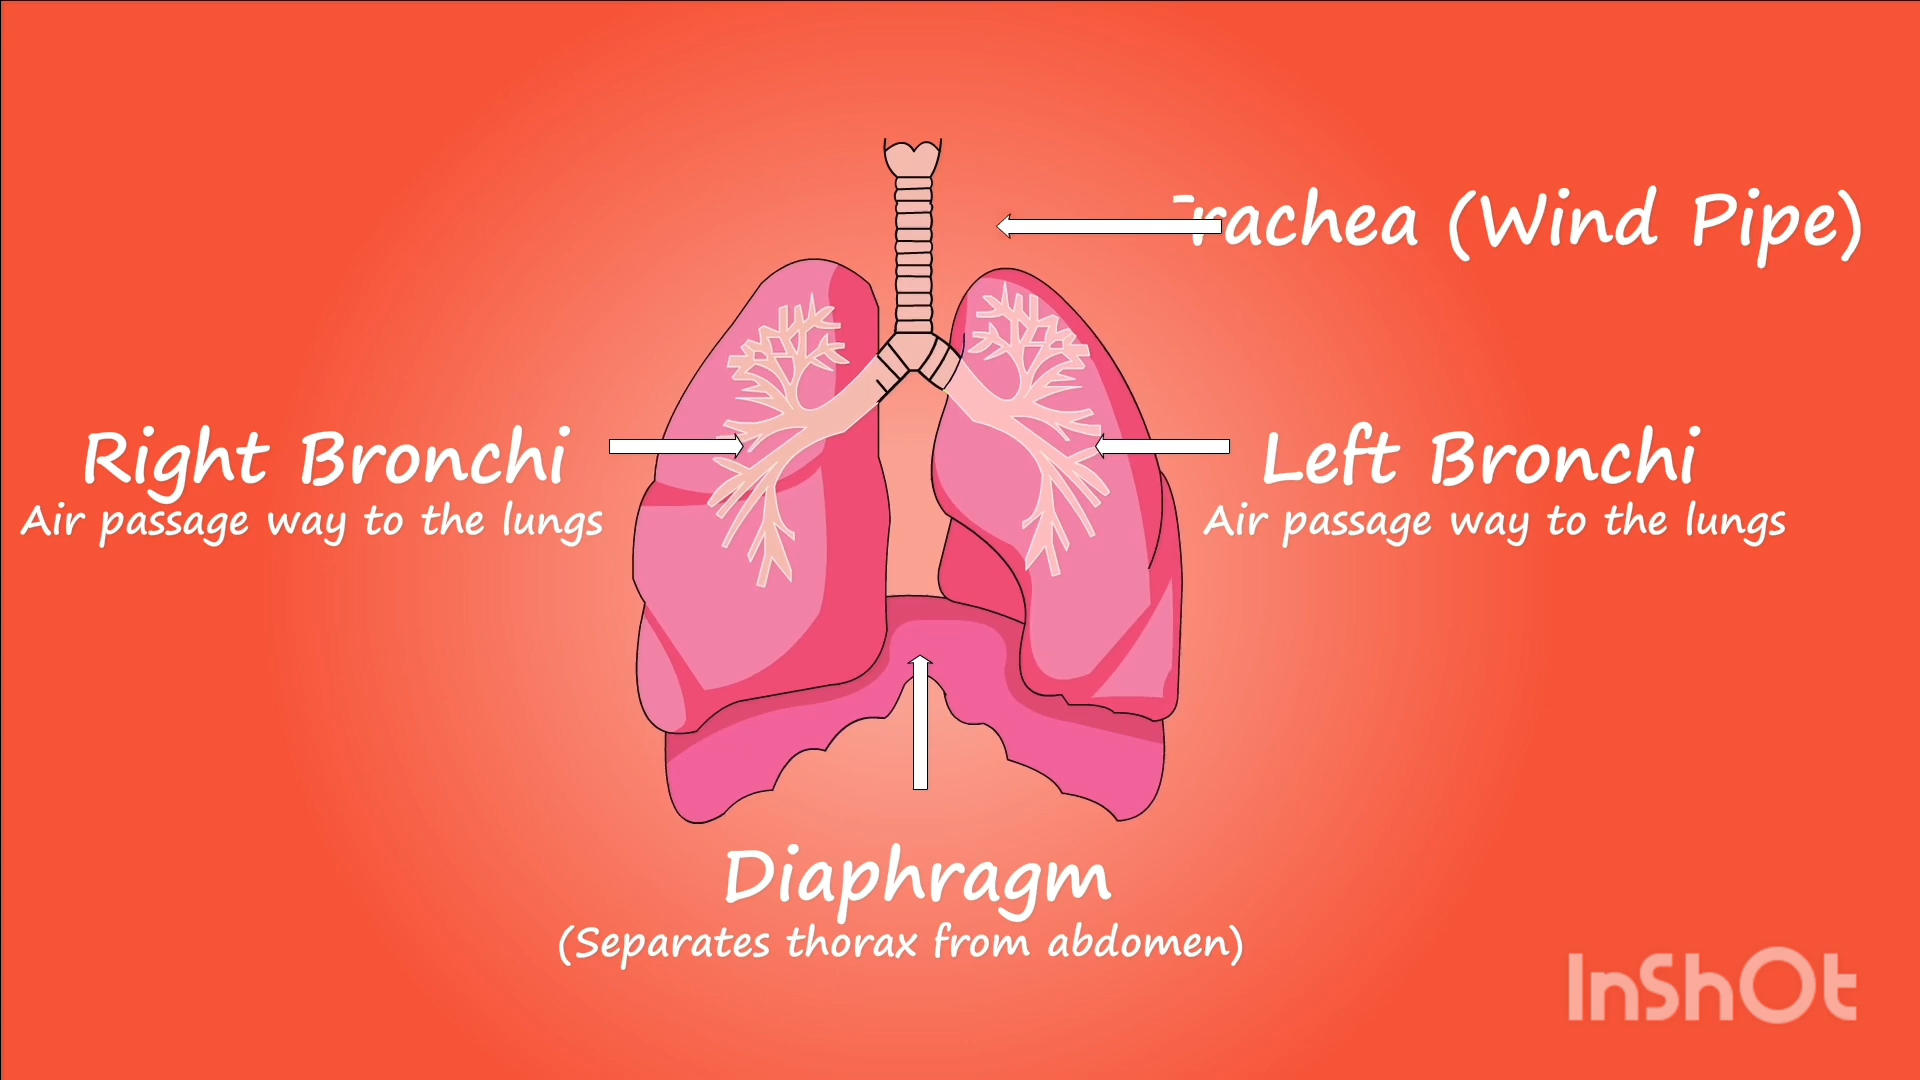 Trachea (Wind Pipe)
Right Bronchi
Air passage way to the lungs
Left Bronchi
Air passage way to the lungs
Diaphragm
(Separates thorax from abdomen)
InShOt